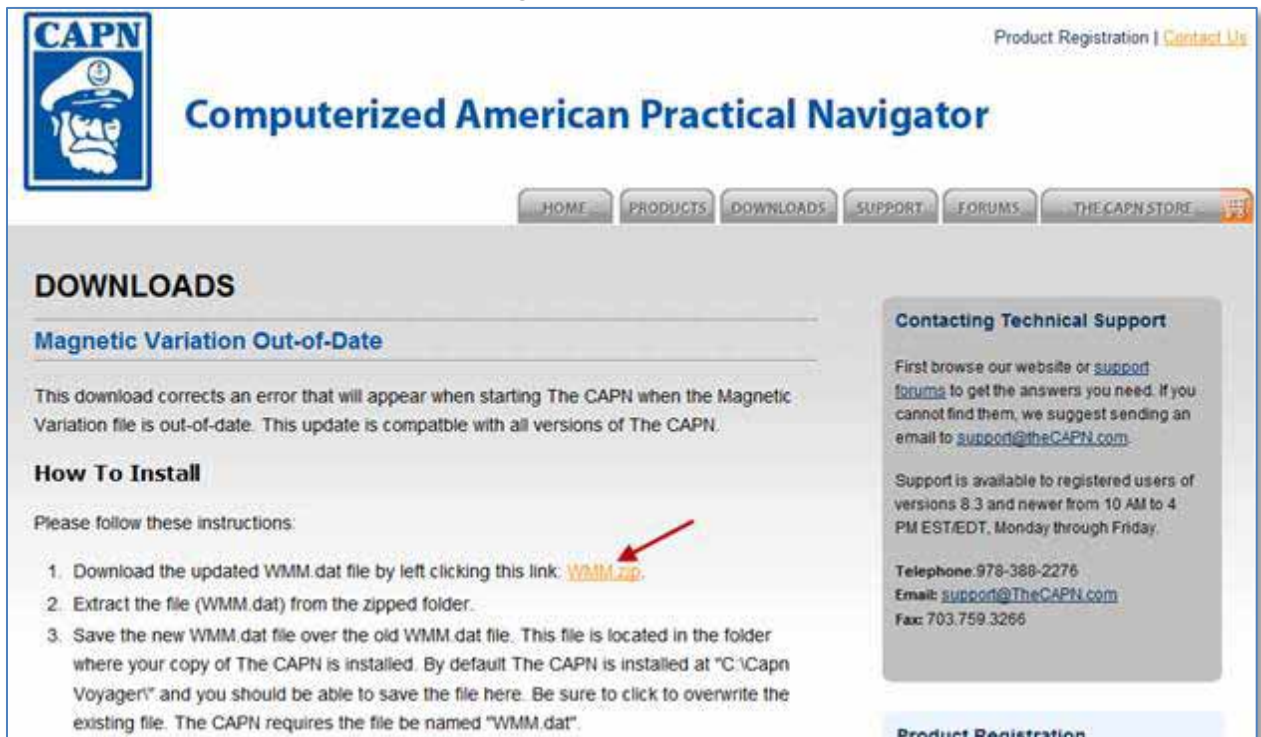 CAPN
Product Registration | Contact Us
Computerized American Practical Navigator
HOME PRODUCTS DOWNLOADS SUPPORT FORUMS THE CAPN STORE
DOWNLOADS
Magnetic Variation Out-of-Date
This download corrects an error that will appear when starting The CAPN when the Magnetic
Variation file is out-of-date. This update is compatble with all versions of The CAPN.
How To Install
Please follow these instructions:
1. Download the updated WMM.dat file by left clicking this link: WMM.zip.
2. Extract the file (WMM.dat) from the zipped folder.
3. Save the new WMM.dat file over the old WMM.dat file. This file is located in the folder
where your copy of The CAPN is installed. By default The CAPN is installed at "C:\Capn
Voyager\" and you should be able to save the file here. Be sure to click to overwrite the
existing file. The CAPN requires the file be named "WMM.dat".
Contacting Technical Support
First browse our website or support
forums to get the answers you need. If you
cannot find them, we suggest sending an
email to support@theCAPN.com.
Support is available to registered users of
versions 8.3 and newer from 10 AM to 4
PM EST/EDT, Monday through Friday.
Telephone:978-388-2276
Email: support@TheCAPN.com
Fax: 703.759.3266
Product Registration